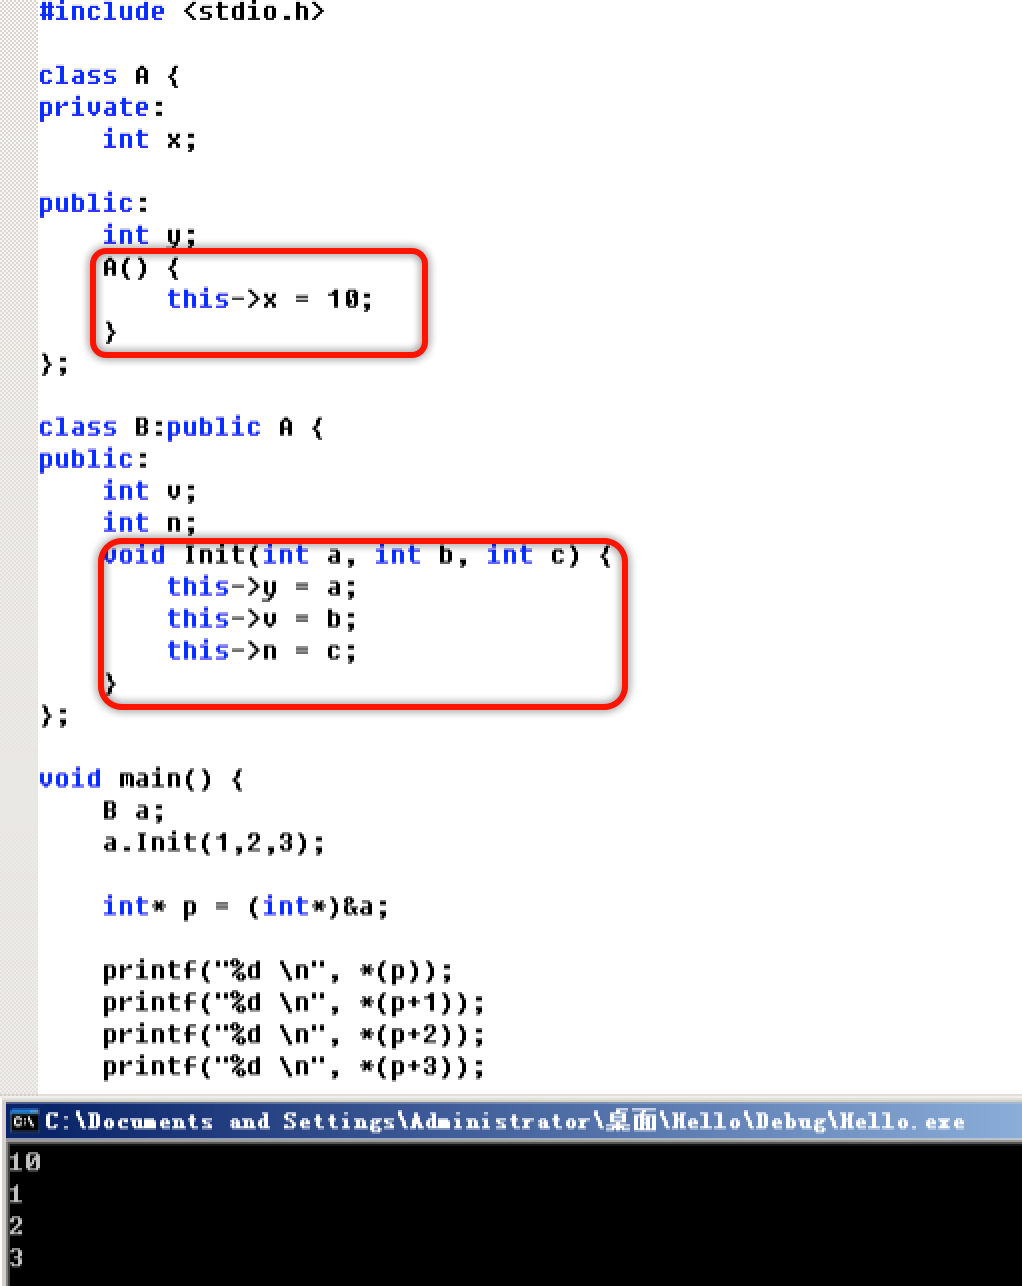 #include <stdio.h>
class A {
private:
int x;
public:
int y;
A() {
this->x = 10;
}
};
class B:public A {
public:
int v;
int n;
void Init(int a, int b, int c) {
this->y = a;
this->v = b;
this->n = c;
}
};
void main() {
B a;
a.Init(1,2,3);
int* p = (int*)&a;
printf("%d \n", *(p));
printf("%d \n", *(p+1));
printf("%d \n", *(p+2));
printf("%d \n", *(p+3));
C:\Documents and Settings\Administrator\桌面\Hello\Debug\Hello.exe
10
1
2
3